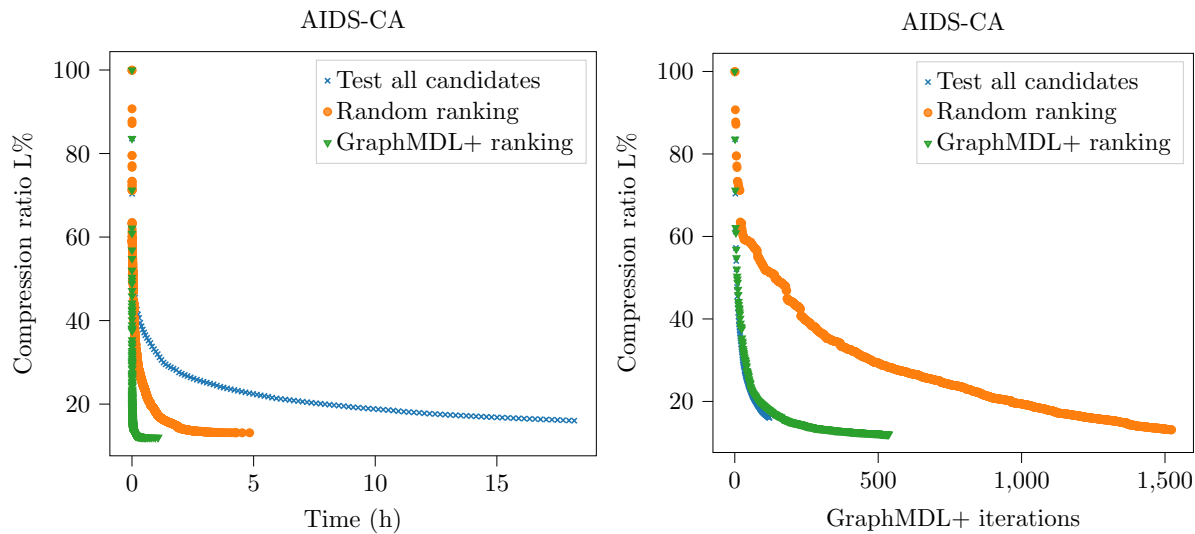 AIDS-CA
Compression ratio L%
100
80
60
40
20
0
5
10
15
Time (h)
Test all candidates
Random ranking
GraphMDL+ ranking
AIDS-CA
Compression ratio L%
100
80
60
40
20
0
500
1,000
1,500
GraphMDL+ iterations
Test all candidates
Random ranking
GraphMDL+ ranking